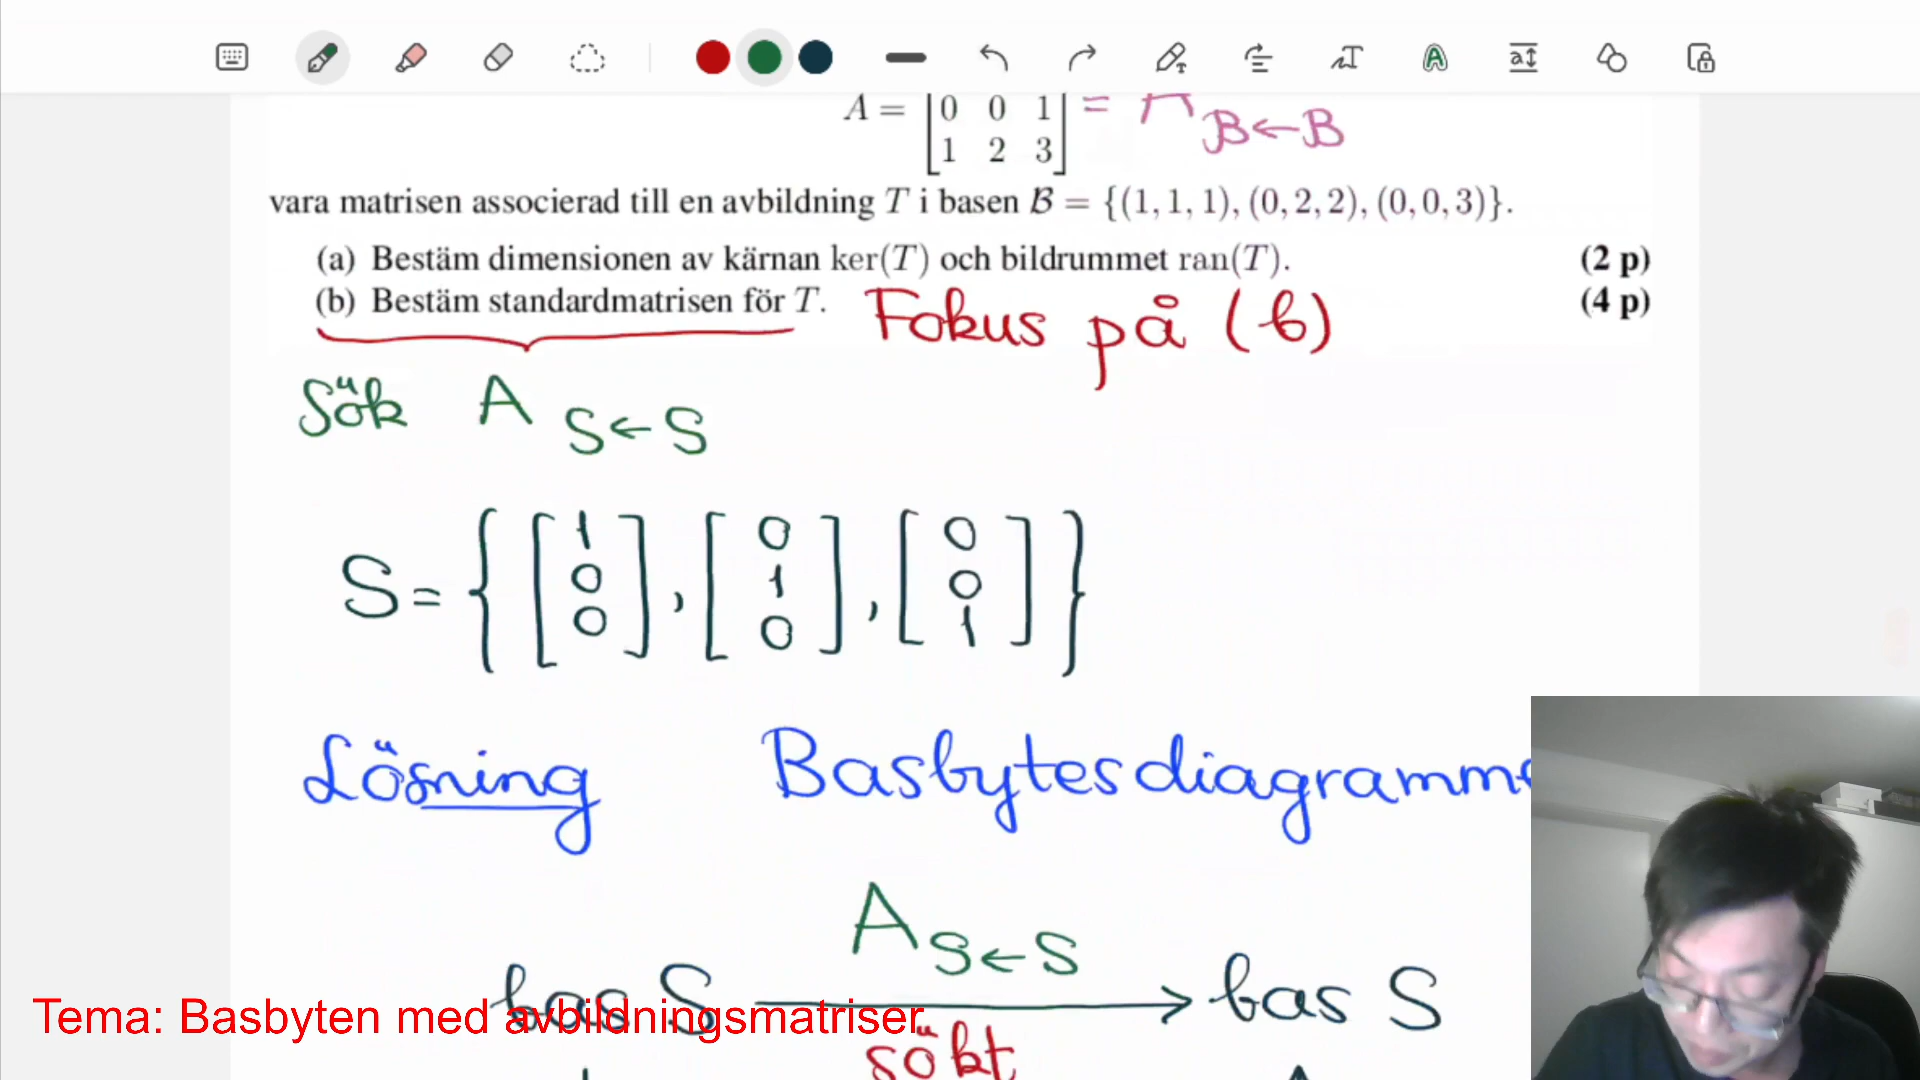 A = [0 0 1] = A
[1 2 3] B←B
vara matrisen associerad till en avbildning T i basen B = {(1, 1, 1), (0, 2, 2), (0, 0, 3)}.
(a) Bestäm dimensionen av kärnan ker(T) och bildrummet ran(T). (2 p)
(b) Bestäm standardmatrisen för T. (4 p)
Fokus på (b)
Sök A S←S
S = { [1 0 0], [0 1 0], [0 0 1] }
Lösning Basbytesdiagramme
A S←S
bas S → bas S
Tema: Basbyten med avbildningsmatriser
sökt